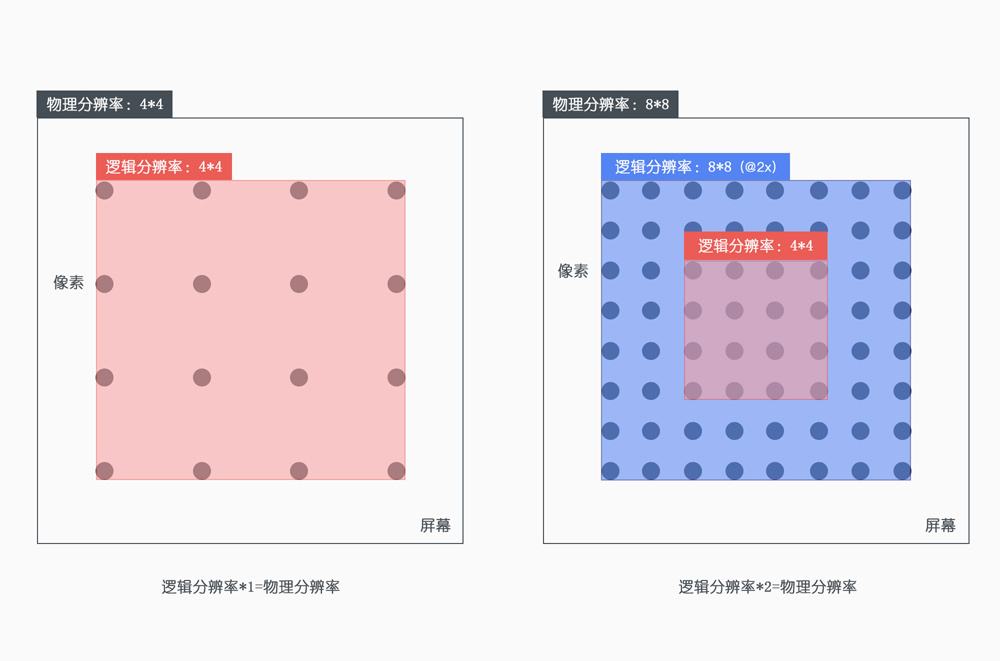 物理分辨率：4*4
逻辑分辨率：4*4
像素
屏幕
逻辑分辨率*1=物理分辨率
物理分辨率：8*8
逻辑分辨率：8*8（@2x）
逻辑分辨率：4*4
像素
屏幕
逻辑分辨率*2=物理分辨率